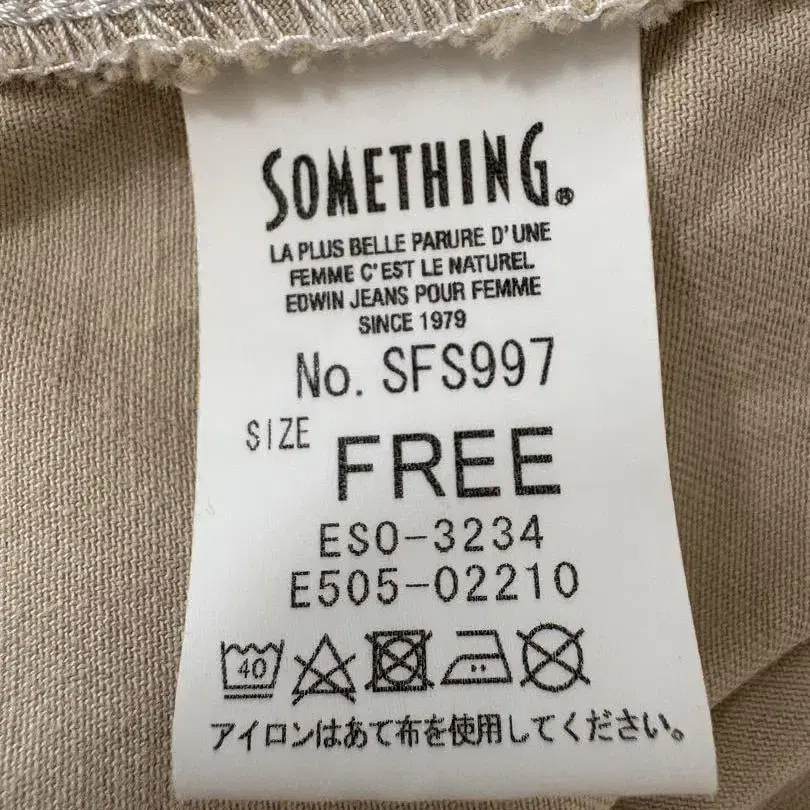 SOMETHING®
LA PLUS BELLE PARURE D'UNE
FEMME C'EST LE NATUREL
EDWIN JEANS POUR FEMME
SINCE 1979
No. SFS997
SIZE FREE
ESO-3234
E505-02210
40
アイロンはあて布を使用してください。